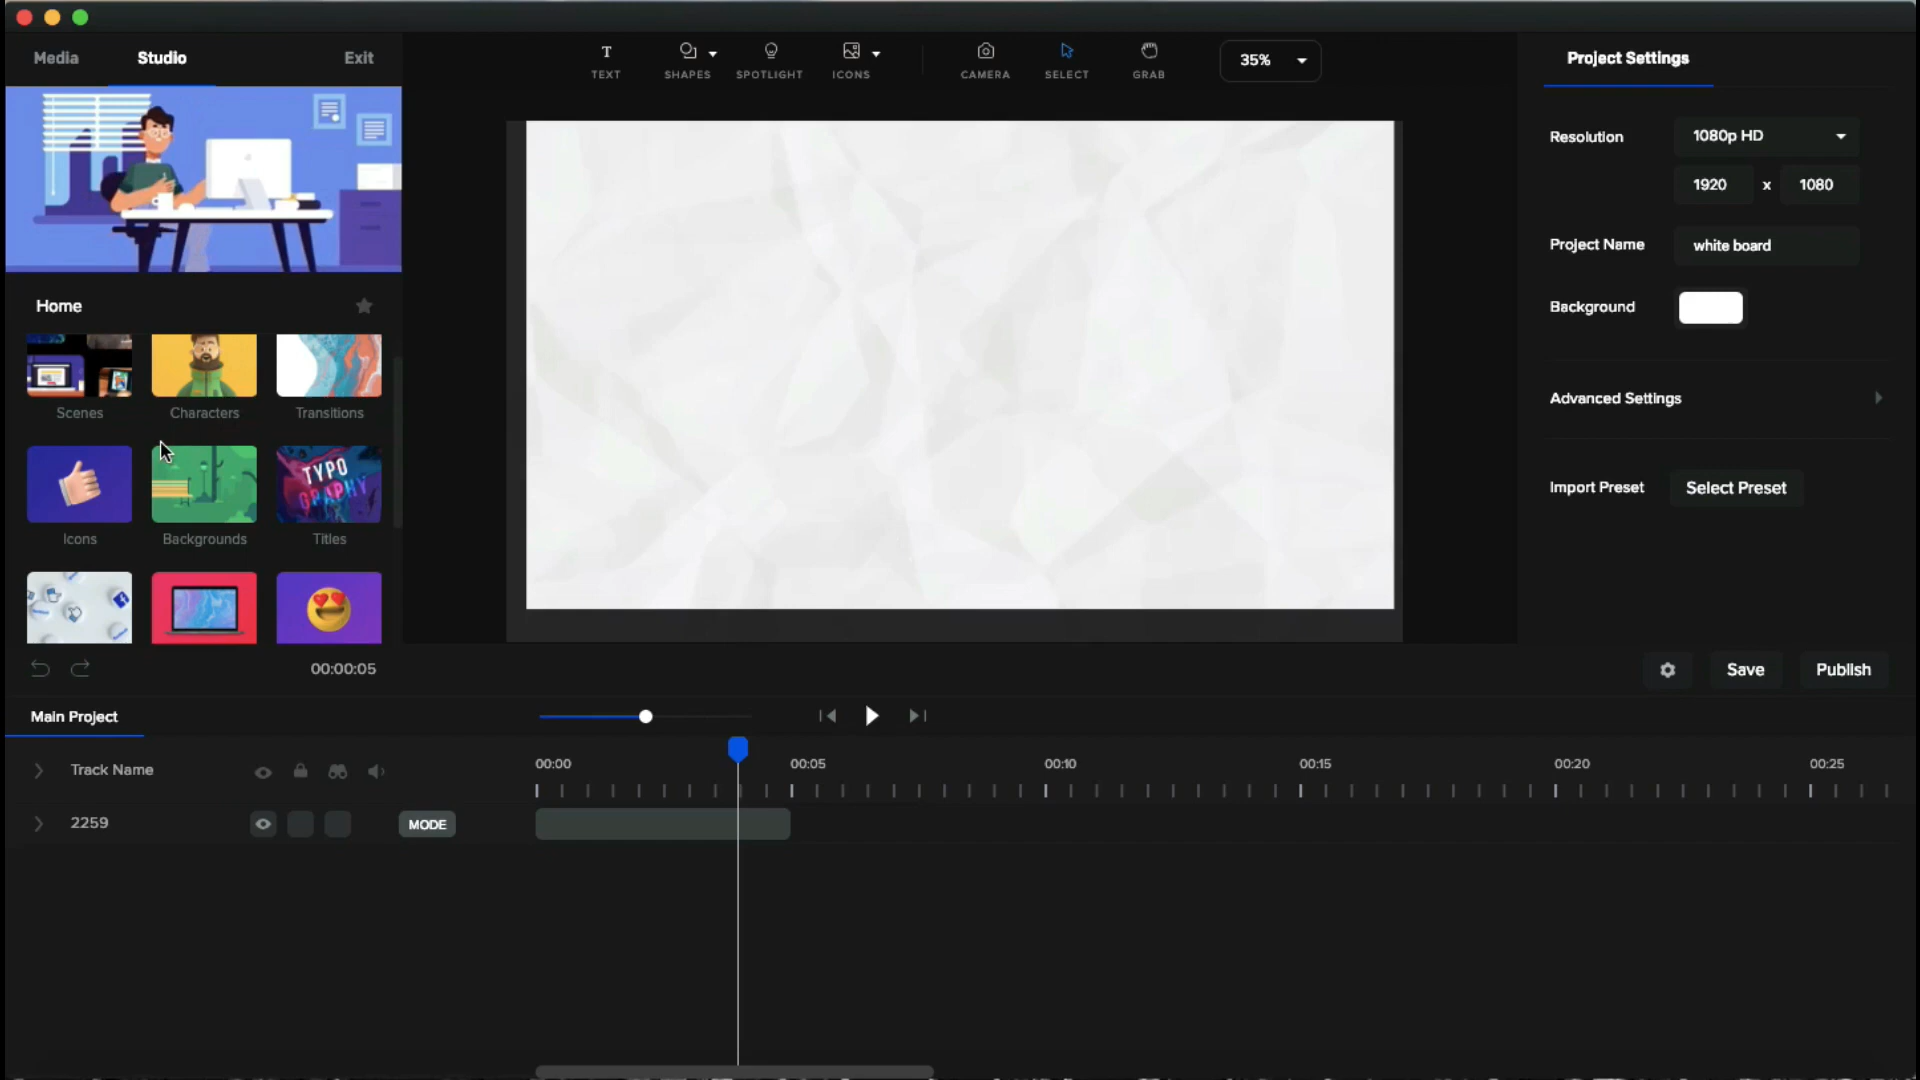 Media
Studio
Exit
TEXT
SHAPES
SPOTLIGHT
ICONS
CAMERA
SELECT
GRAB
35%
Project Settings
Resolution
1080p HD
1920 x 1080
Project Name
white board
Background
Advanced Settings
Import Preset
Select Preset
Home
Scenes
Characters
Transitions
TYPO
GRAPHY
Icons
Backgrounds
Titles
00:00:05
Save
Publish
Main Project
Track Name
00:00
00:05
00:10
00:15
00:20
00:25
2259
MODE